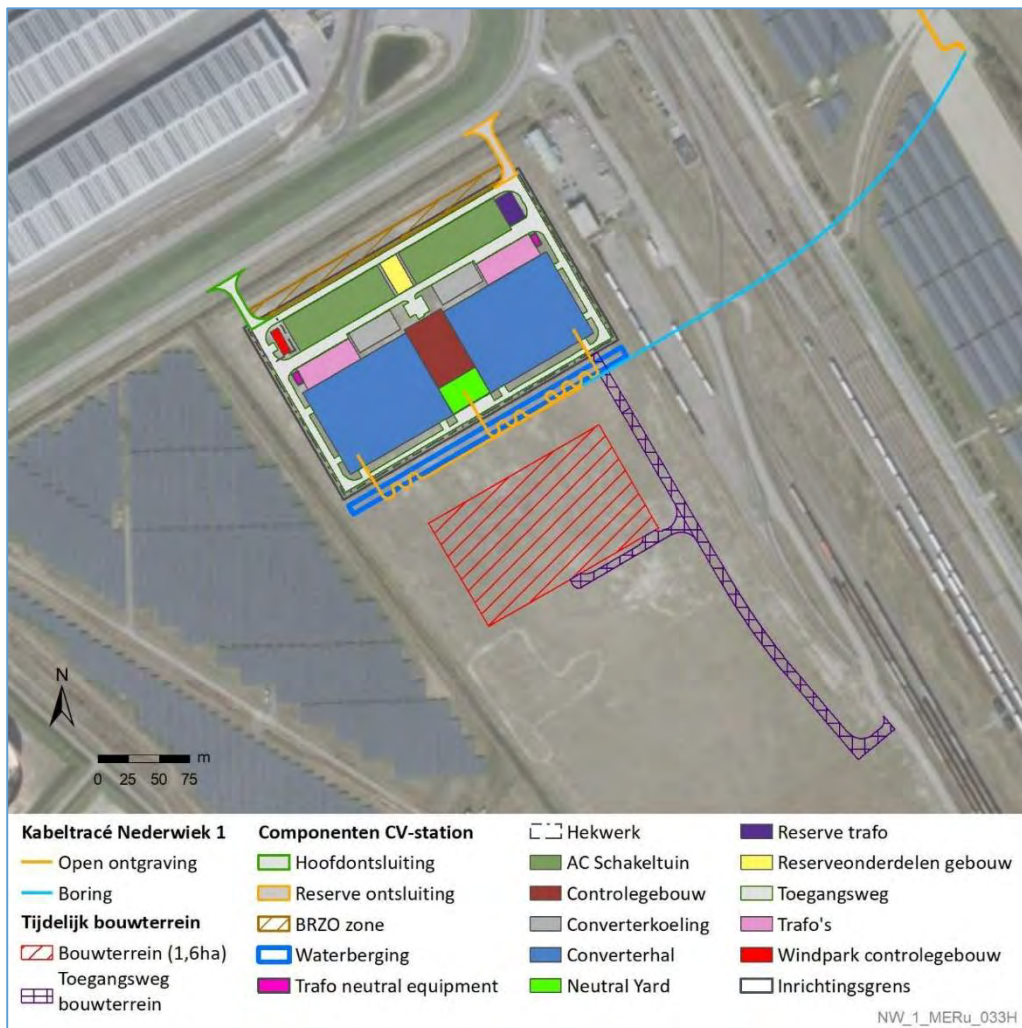 N
m
0 25 50 75
Kabeltracé Nederwiek 1
Open ontgraving
Boring
Tijdelijk bouwterrein
Bouwterrein (1,6ha)
Toegangsweg
bouwterrein
Componenten CV-station
Hoofdontsluiting
Reserve ontsluiting
BRZO zone
Waterberging
Trafo neutral equipment
Hekwerk
AC Schakeltuin
Controlegebouw
Converterkoeling
Converterhal
Neutral Yard
Reserve trafo
Reserveonderdelen gebouw
Toegangsweg
Trafo's
Windpark controlegebouw
Inrichtingsgrens
NW_1_MERu_033H